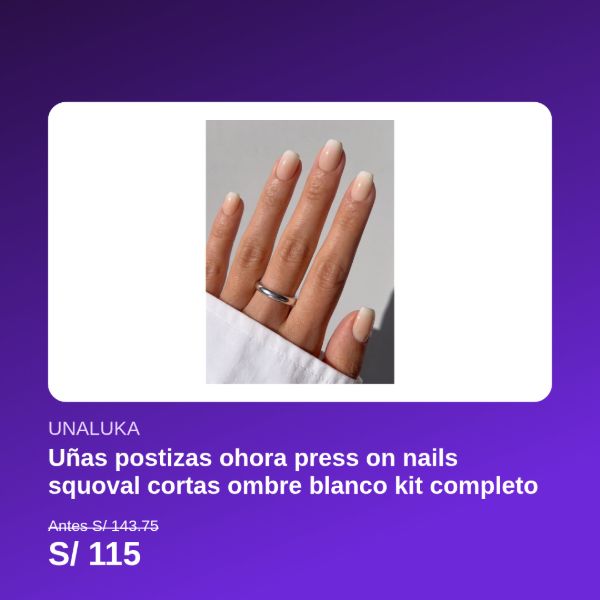 UNALUKA
Uñas postizas ohora press on nails
squoval cortas ombre blanco kit completo
Antes S/ 143.75
S/ 115